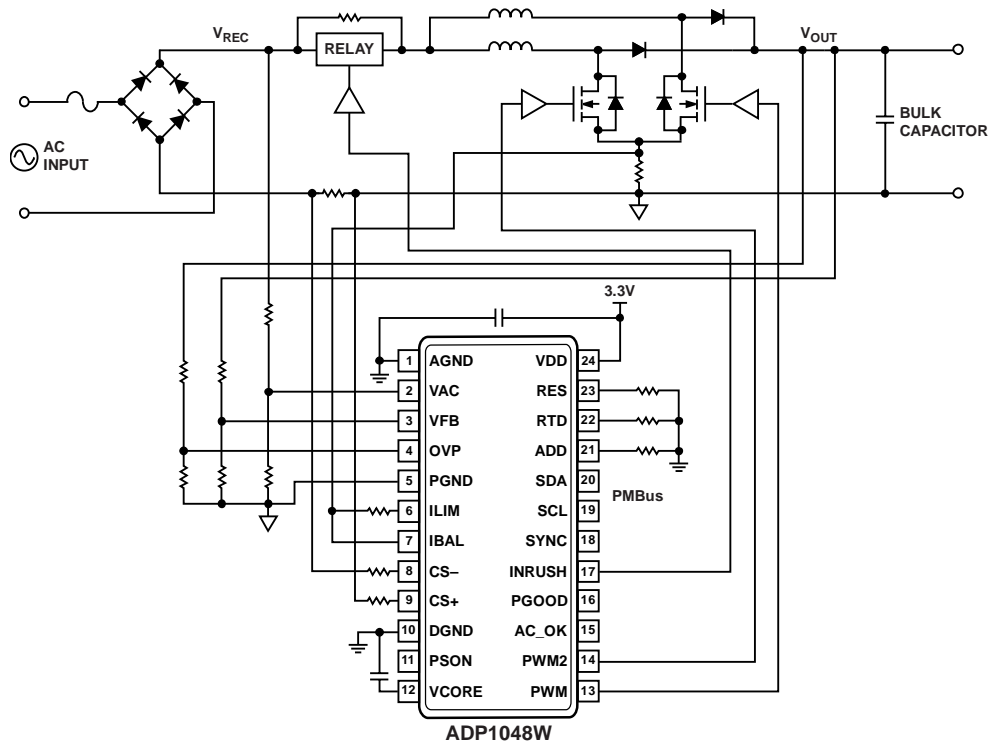 VREC
RELAY
VOUT
AC
INPUT
BULK
CAPACITOR
3.3V
1 AGND VDD 24
2 VAC RES 23
3 VFB RTD 22
4 OVP ADD 21
5 PGND SDA 20
PMBus
6 ILIM SCL 19
7 IBAL SYNC 18
8 CS– INRUSH 17
9 CS+ PGOOD 16
10 DGND AC_OK 15
11 PSON PWM2 14
12 VCORE PWM 13
ADP1048W